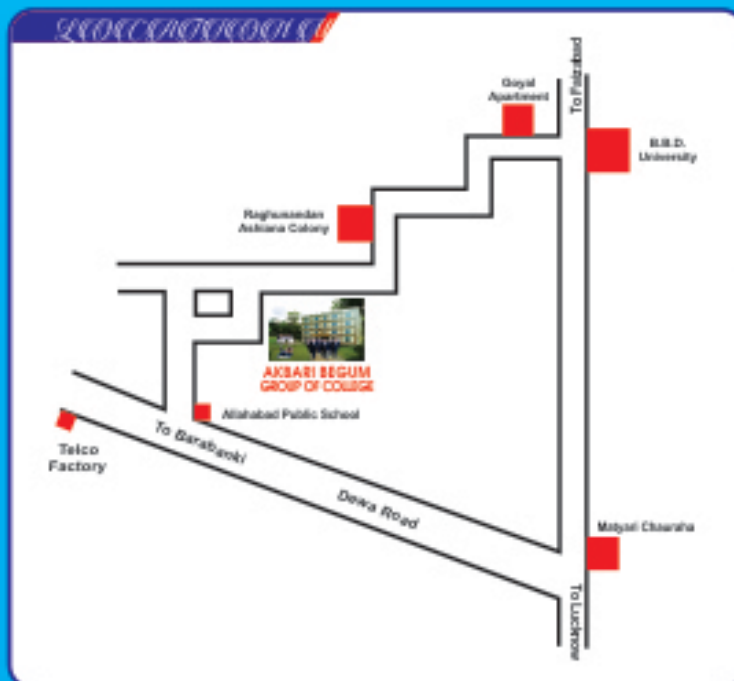 To Faizabad
Goyal
Apartment
B.B.D.
University
Raghunandan
Ashiana Colony
AKBARI BEGUM
GROUP OF COLLEGE
Allahabad Public School
To Barabanki
Telco
Factory
Dewa Road
Matyari Chauraha
To Lucknow